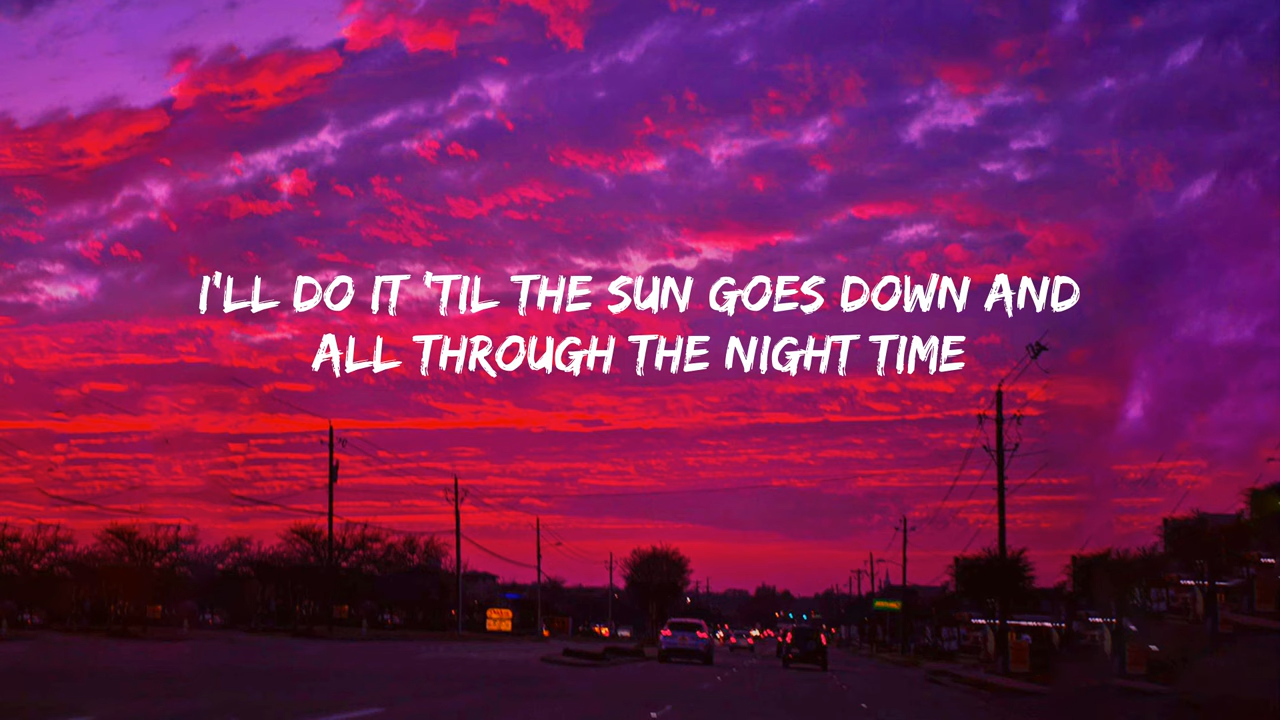 I'LL DO IT 'TIL THE SUN GOES DOWN AND
ALL THROUGH THE NIGHT TIME